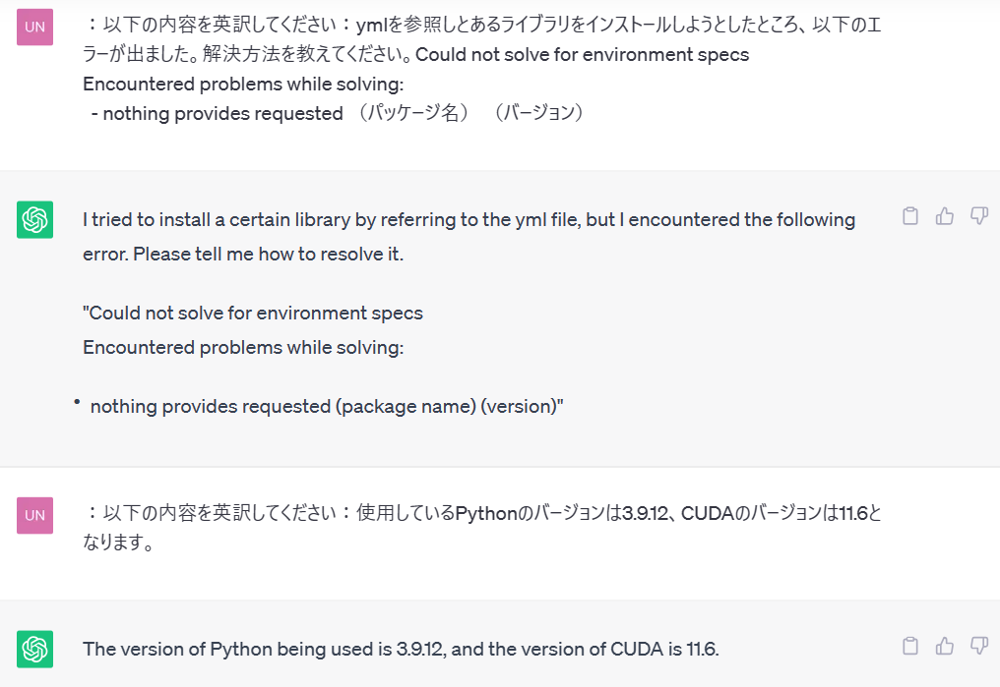 UN
：以下の内容を英訳してください：ymlを参照しとあるライブラリをインストールしようとしたところ、以下のエ
ラーが出ました。解決方法を教えてください。Could not solve for environment specs
Encountered problems while solving:
- nothing provides requested （パッケージ名） （バージョン）
I tried to install a certain library by referring to the yml file, but I encountered the following
error. Please tell me how to resolve it.
"Could not solve for environment specs
Encountered problems while solving:
• nothing provides requested (package name) (version)"
UN
：以下の内容を英訳してください：使用しているPythonのバージョンは3.9.12、CUDAのバージョンは11.6と
なります。
The version of Python being used is 3.9.12, and the version of CUDA is 11.6.